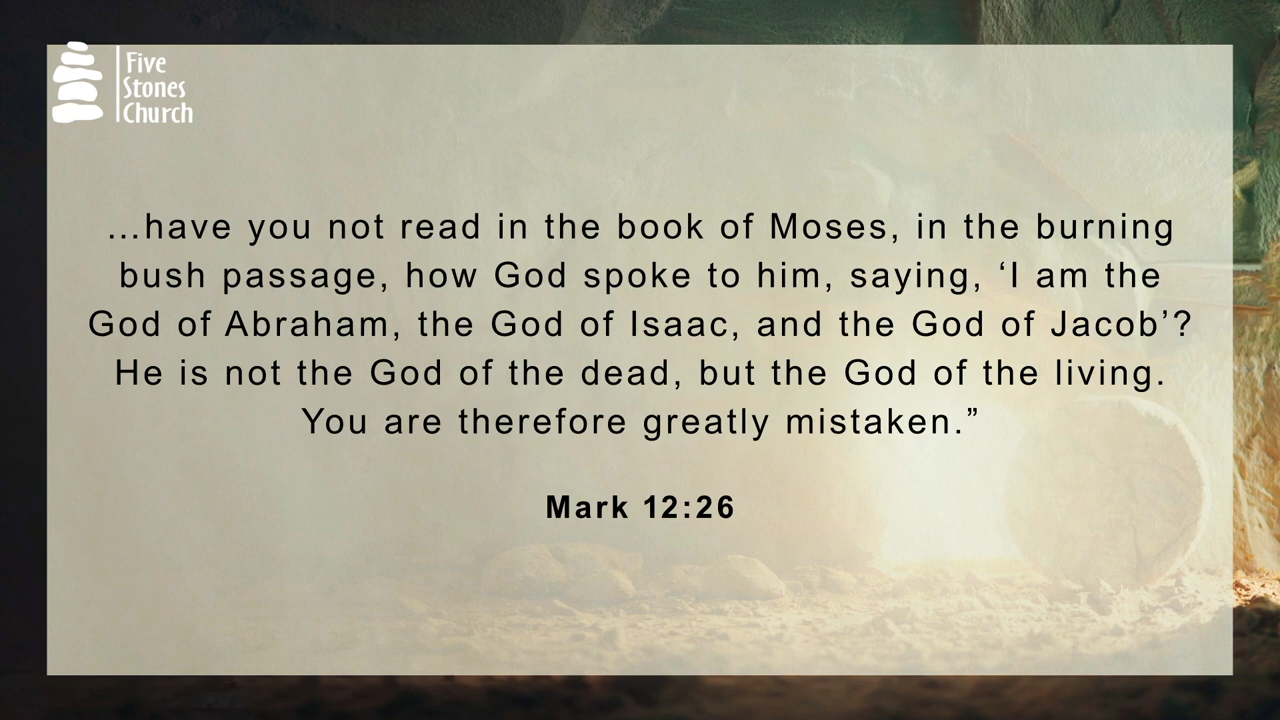 Five
Stones
Church
...have you not read in the book of Moses, in the burning
bush passage, how God spoke to him, saying, ‘I am the
God of Abraham, the God of Isaac, and the God of Jacob’?
He is not the God of the dead, but the God of the living.
You are therefore greatly mistaken.”
Mark 12:26